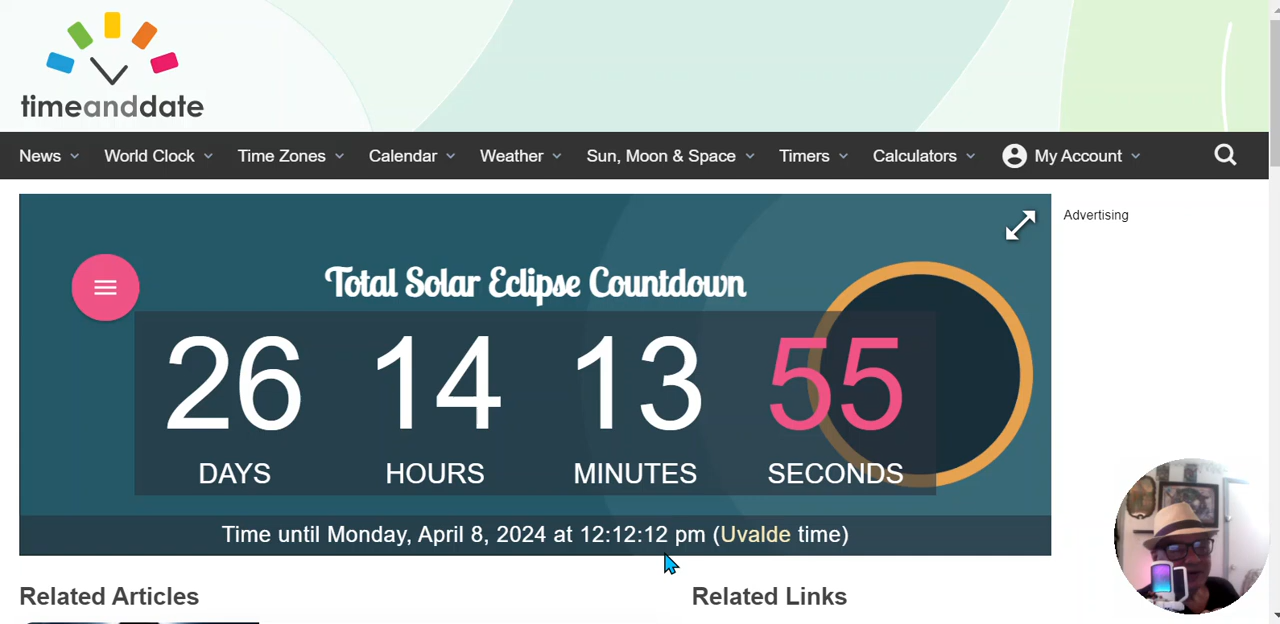 timeanddate
News World Clock Time Zones Calendar Weather Sun, Moon & Space Timers Calculators My Account
Advertising
Total Solar Eclipse Countdown
26 14 13 55
DAYS HOURS MINUTES SECONDS
Time until Monday, April 8, 2024 at 12:12:12 pm (Uvalde time)
Related Articles Related Links